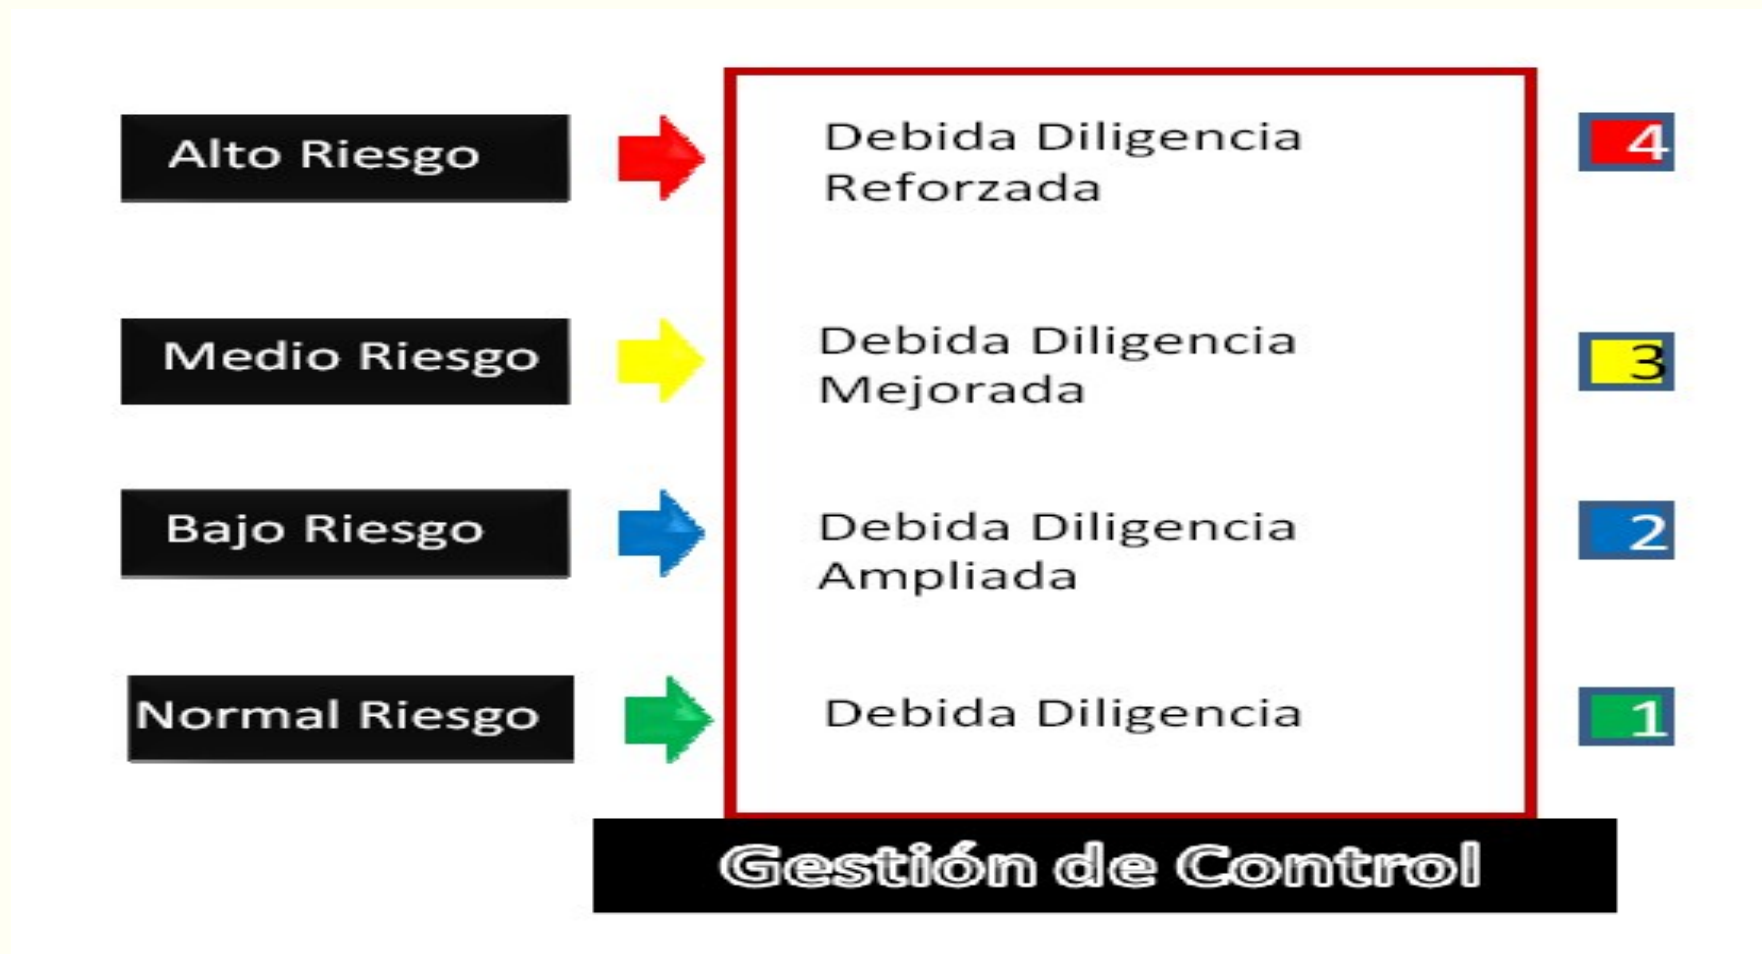 Alto Riesgo
Debida Diligencia
Reforzada
4
Medio Riesgo
Debida Diligencia
Mejorada
3
Bajo Riesgo
Debida Diligencia
Ampliada
2
Normal Riesgo
Debida Diligencia
1
Gestión de Control